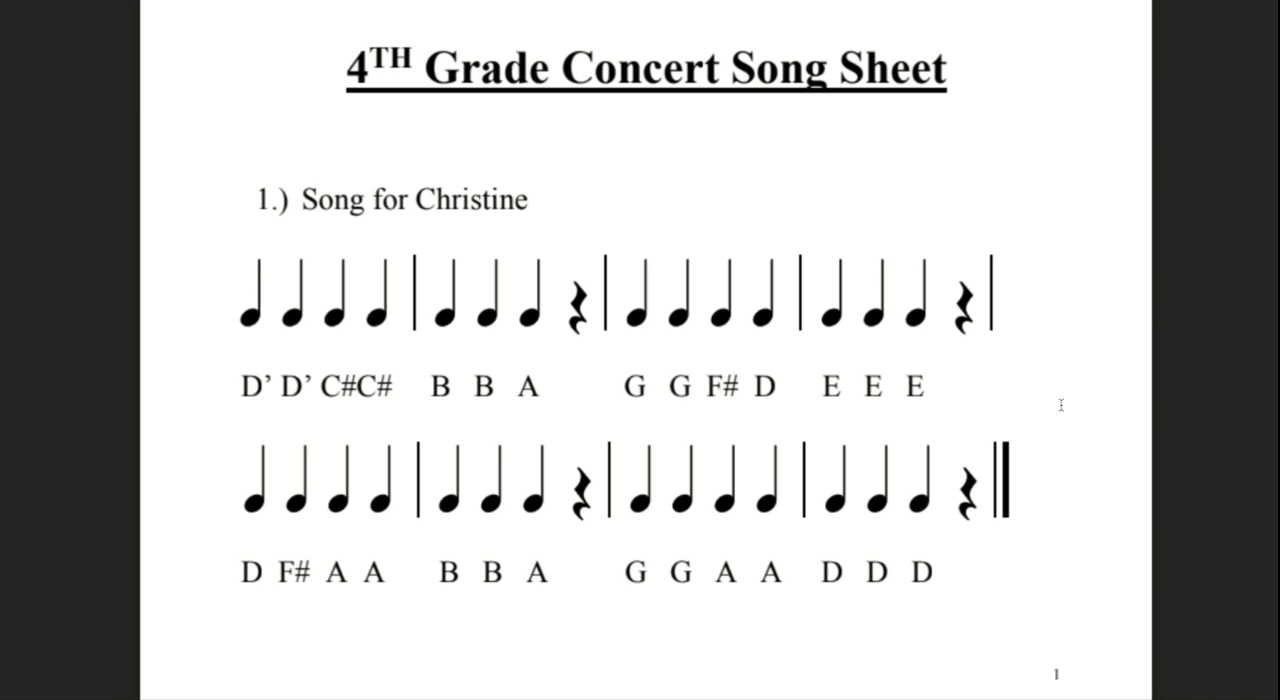 4TH Grade Concert Song Sheet
1.) Song for Christine
D’ D’ C#C# B B A G G F# D E E E
D F# A A B B A G G A A D D D
1